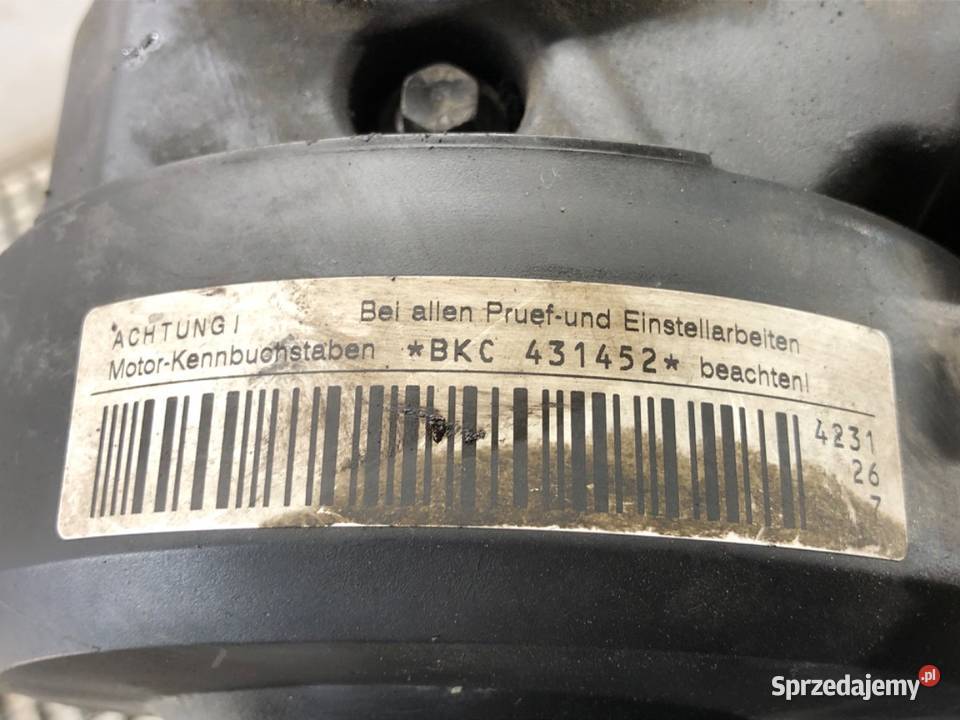 ACHTUNG! Bei allen Pruef-und Einstellarbeiten
Motor-Kennbuchstaben *BKC 431452* beachten!
4231
26
7
Sprzedajemy.pl